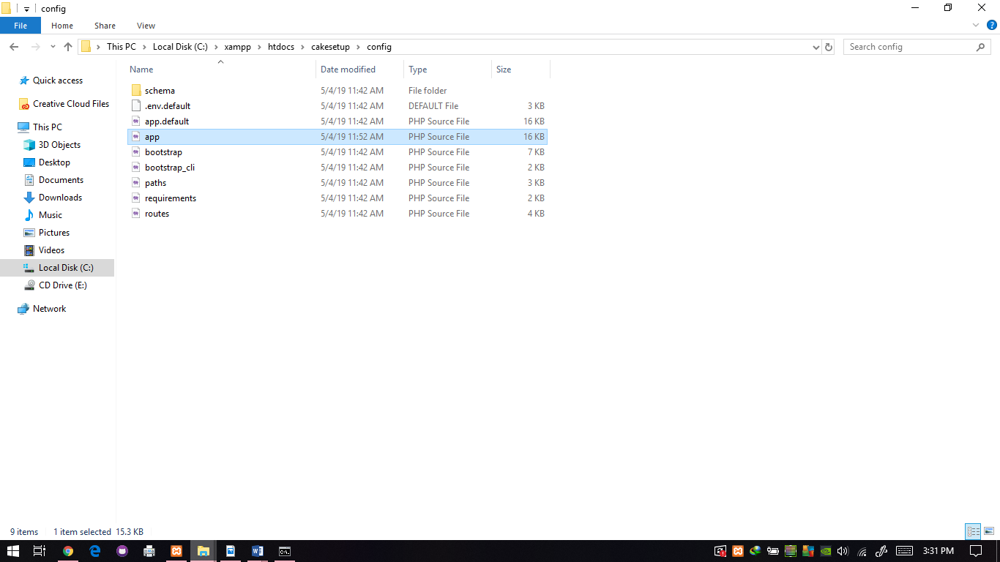 config
File Home Share View
This PC Local Disk (C:) xampp htdocs cakesetup config
Search config
Name Date modified Type Size
schema 5/4/19 11:42 AM File folder
.env.default 5/4/19 11:42 AM DEFAULT File 3 KB
app.default 5/4/19 11:42 AM PHP Source File 16 KB
app 5/4/19 11:52 AM PHP Source File 16 KB
bootstrap 5/4/19 11:42 AM PHP Source File 7 KB
bootstrap_cli 5/4/19 11:42 AM PHP Source File 2 KB
paths 5/4/19 11:42 AM PHP Source File 3 KB
requirements 5/4/19 11:42 AM PHP Source File 2 KB
routes 5/4/19 11:42 AM PHP Source File 4 KB
Quick access
Creative Cloud Files
This PC
3D Objects
Desktop
Documents
Downloads
Music
Pictures
Videos
Local Disk (C:)
CD Drive (E:)
Network
9 items 1 item selected 15.3 KB
3:31 PM